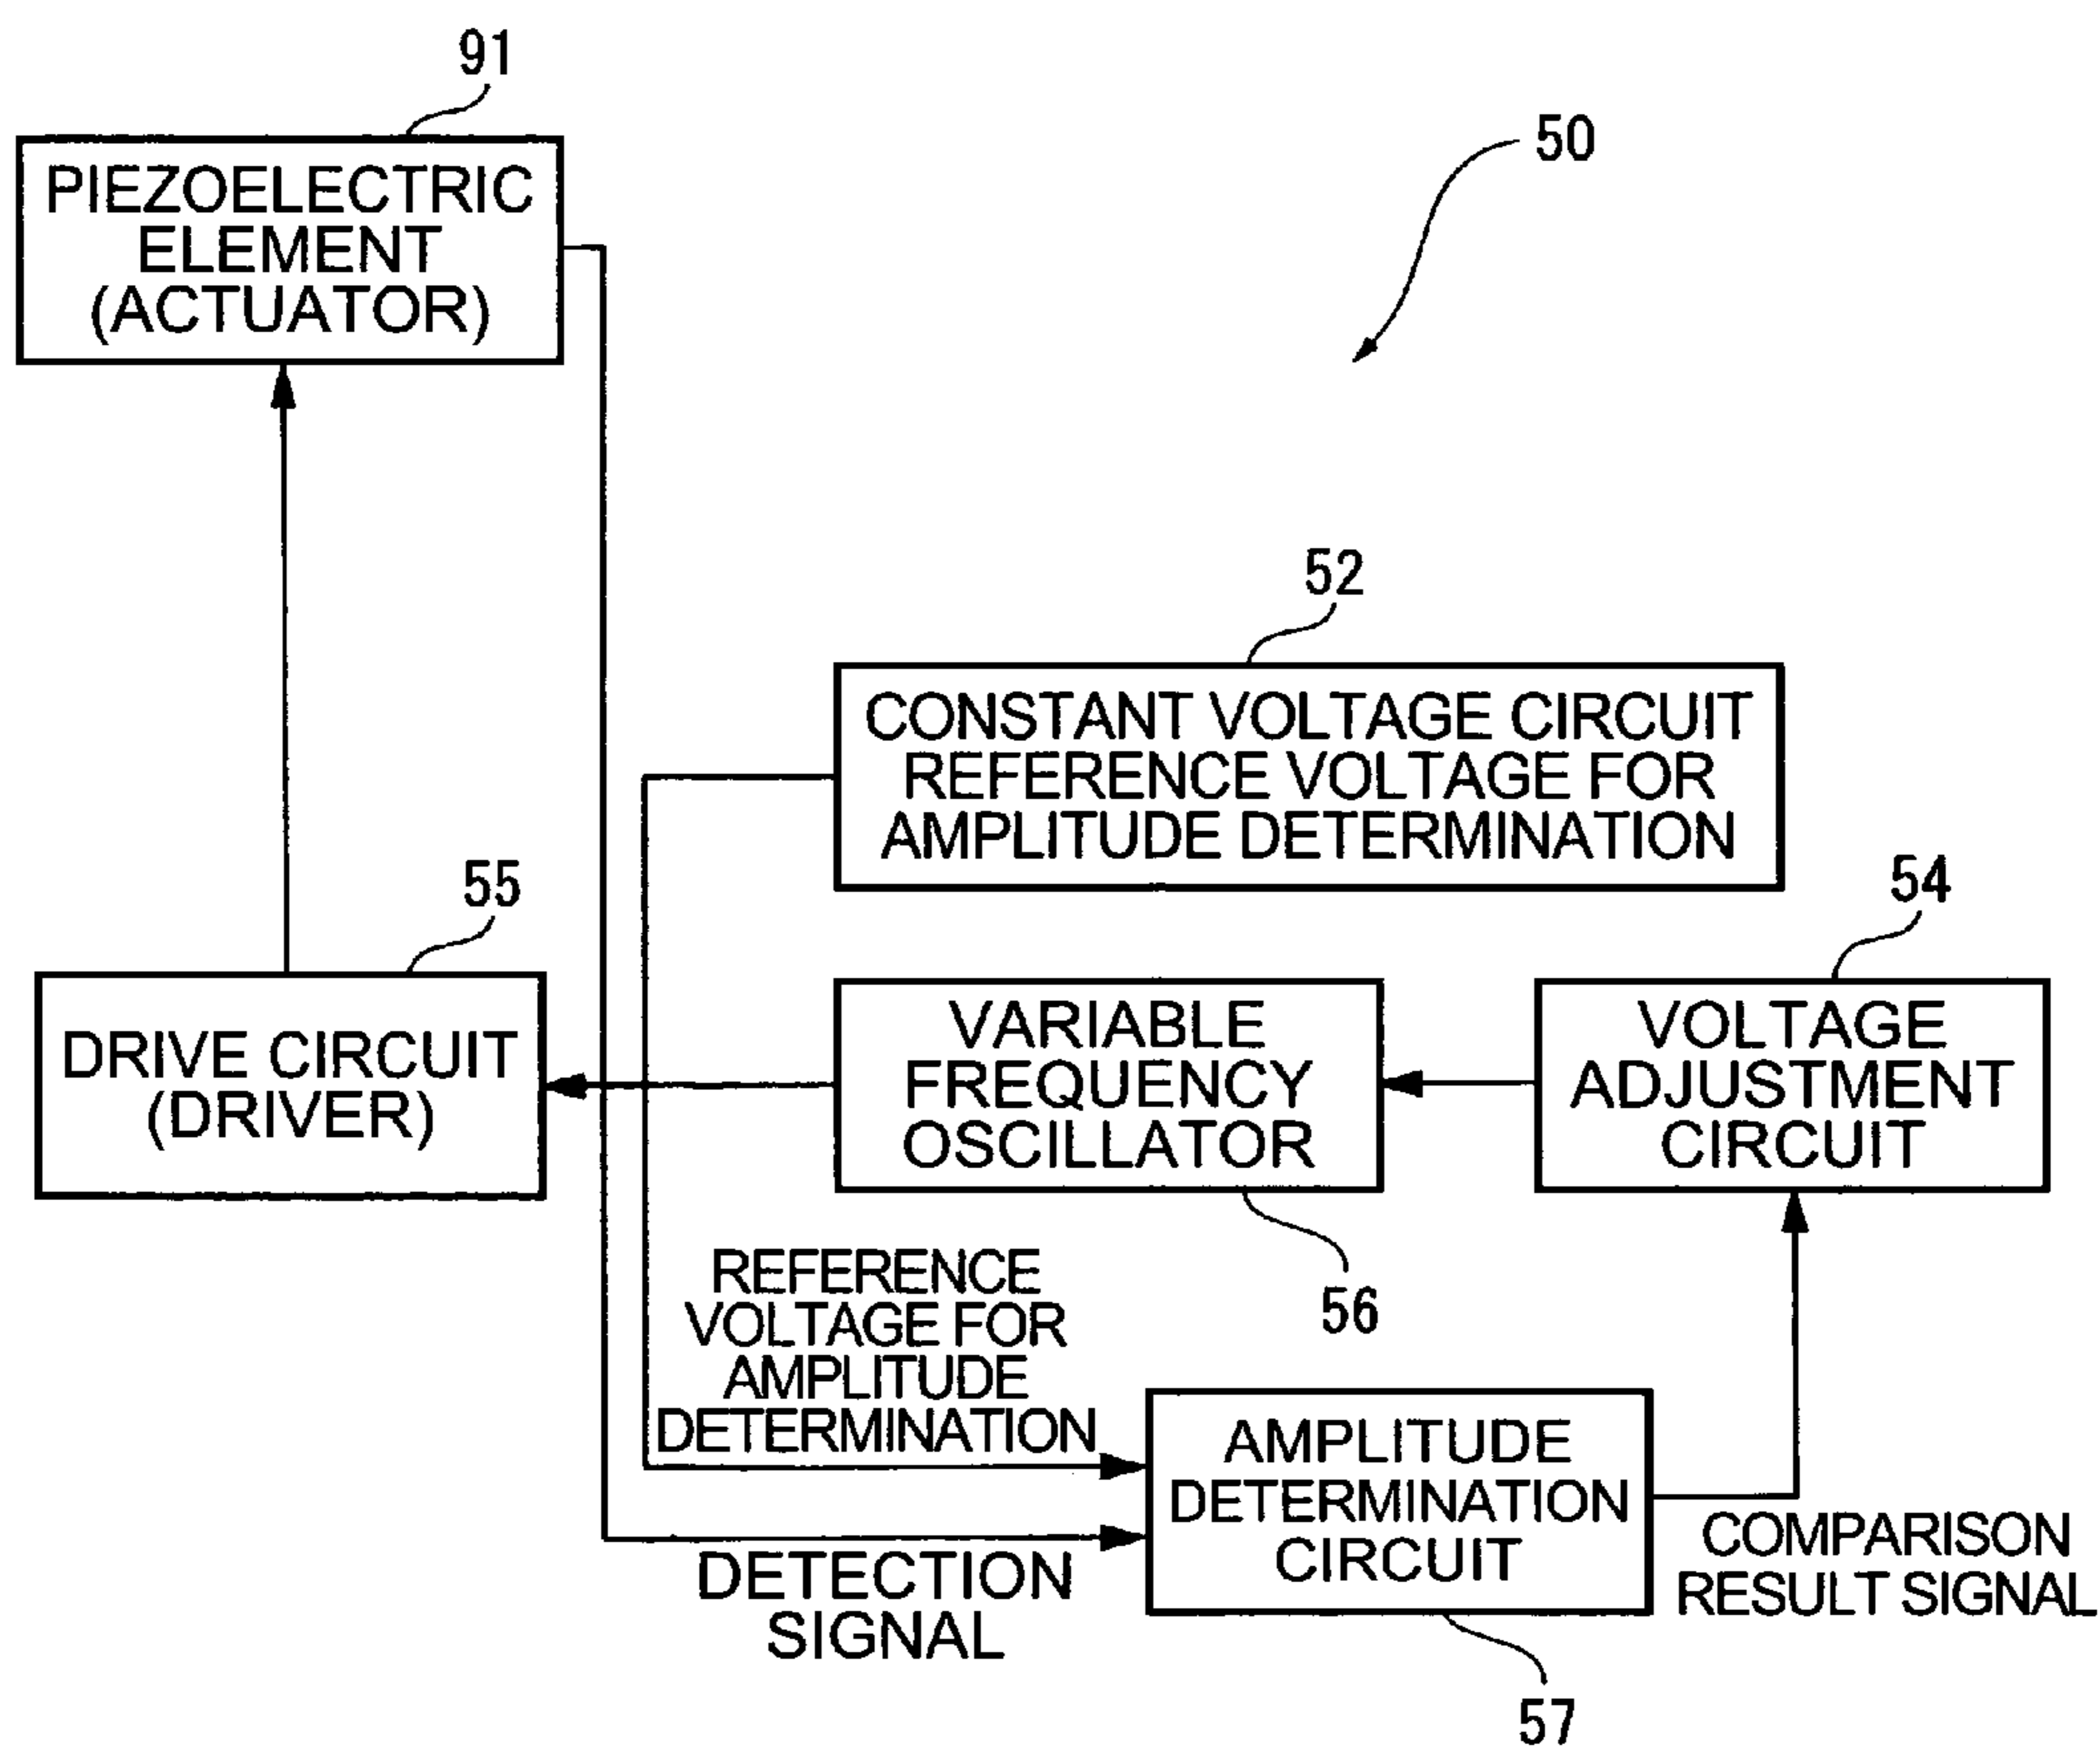 91
PIEZOELECTRIC
ELEMENT
(ACTUATOR)
50
52
CONSTANT VOLTAGE CIRCUIT
REFERENCE VOLTAGE FOR
AMPLITUDE DETERMINATION
55
DRIVE CIRCUIT
(DRIVER)
VARIABLE
FREQUENCY
OSCILLATOR
56
54
VOLTAGE
ADJUSTMENT
CIRCUIT
REFERENCE
VOLTAGE FOR
AMPLITUDE
DETERMINATION
DETECTION
SIGNAL
AMPLITUDE
DETERMINATION
CIRCUIT
57
COMPARISON
RESULT SIGNAL